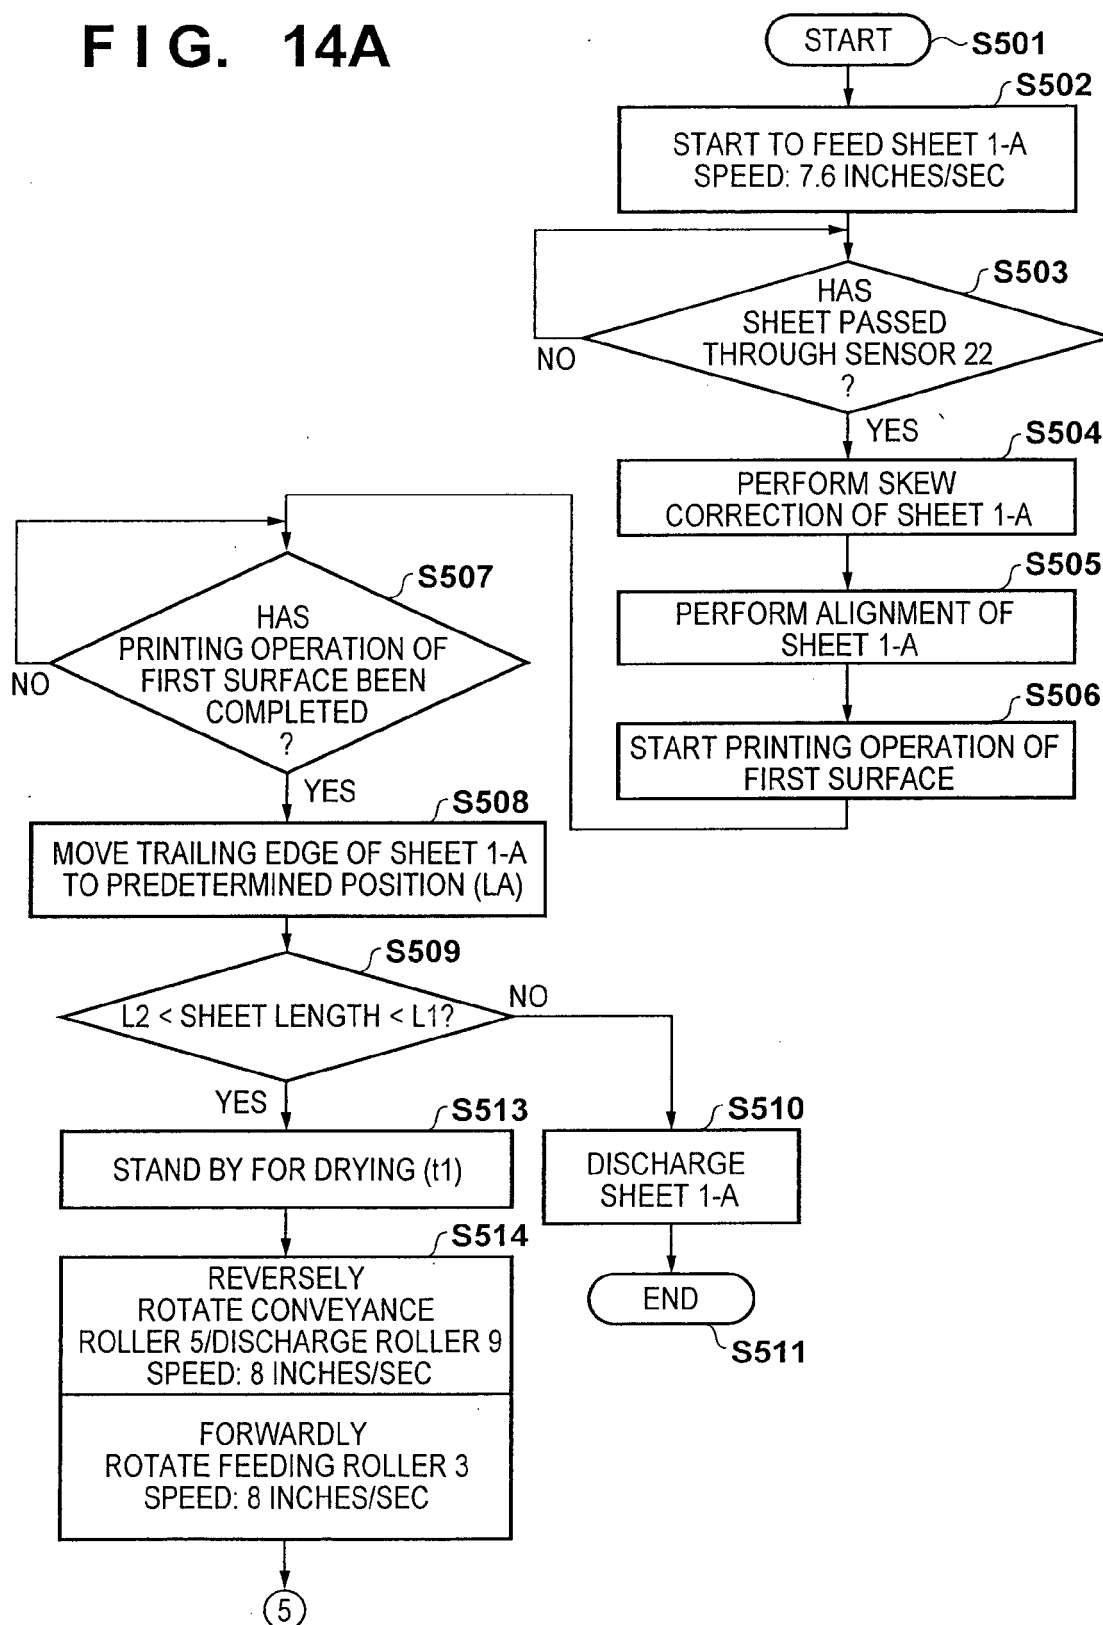 FIG. 14A
START
S501
S502
START TO FEED SHEET 1-A
SPEED: 7.6 INCHES/SEC
S503
HAS
SHEET PASSED
THROUGH SENSOR 22
?
NO
YES
S504
PERFORM SKEW
CORRECTION OF SHEET 1-A
S505
PERFORM ALIGNMENT OF
SHEET 1-A
S506
START PRINTING OPERATION OF
FIRST SURFACE
S507
HAS
PRINTING OPERATION OF
FIRST SURFACE BEEN
COMPLETED
?
NO
YES
S508
MOVE TRAILING EDGE OF SHEET 1-A
TO PREDETERMINED POSITION (LA)
S509
L2 < SHEET LENGTH < L1?
NO
YES
S510
DISCHARGE
SHEET 1-A
END
S511
S513
STAND BY FOR DRYING (t1)
S514
REVERSELY
ROTATE CONVEYANCE
ROLLER 5/DISCHARGE ROLLER 9
SPEED: 8 INCHES/SEC
FORWARDLY
ROTATE FEEDING ROLLER 3
SPEED: 8 INCHES/SEC
5